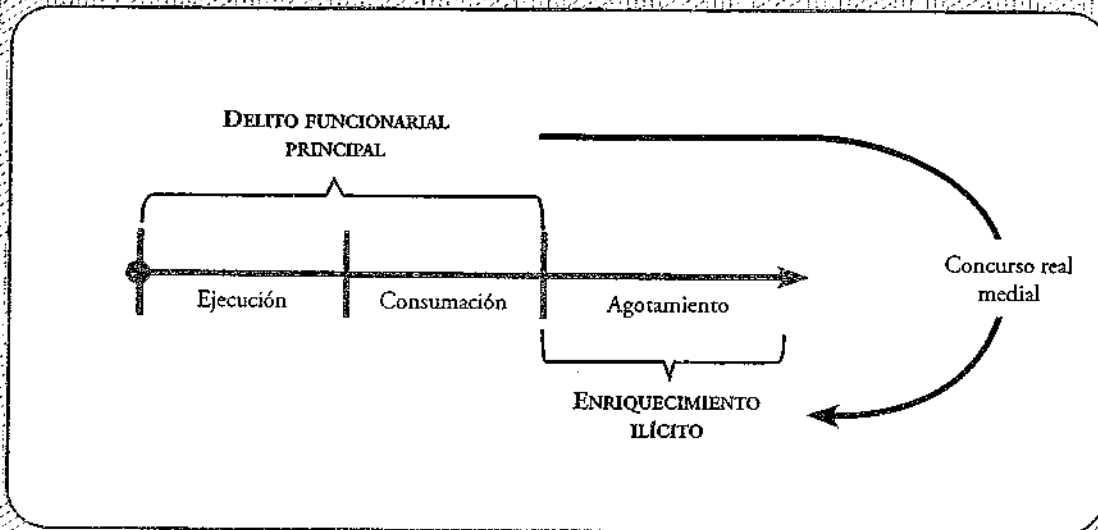 DELITO FUNCIONARIAL
PRINCIPAL
Ejecución
Consumación
Agotamiento
Concurso real
medial
ENRIQUECIMIENTO
ILÍCITO